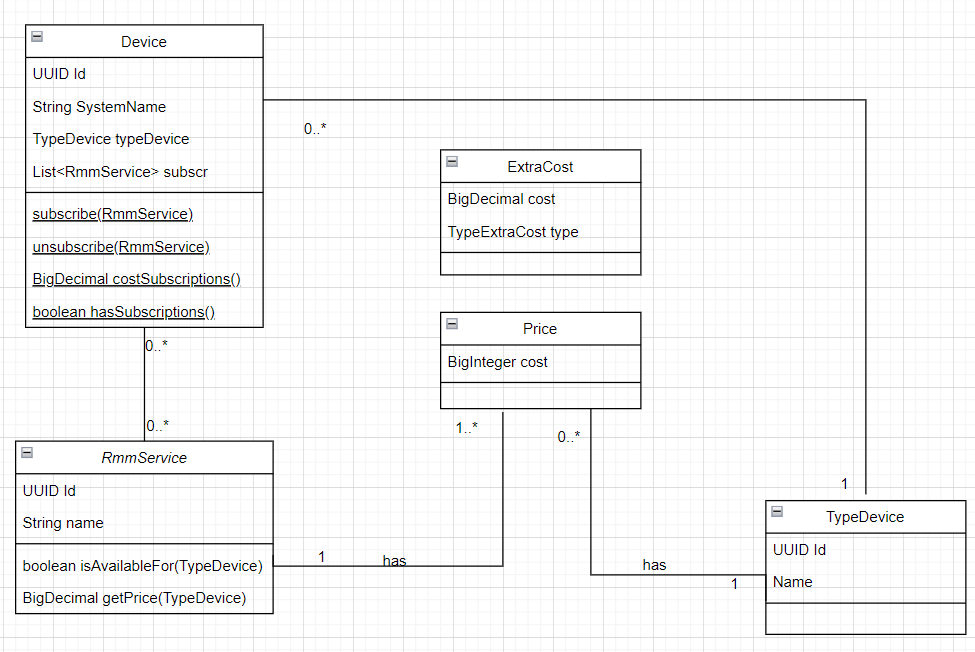 Device
UUID Id
String SystemName
TypeDevice typeDevice
List<RmmService> subscr
subscribe(RmmService)
unsubscribe(RmmService)
BigDecimal costSubscriptions()
boolean hasSubscriptions()
0..*
ExtraCost
BigDecimal cost
TypeExtraCost type
Price
BigInteger cost
0..*
0..*
1..*
0..*
RmmService
UUID Id
String name
boolean isAvailableFor(TypeDevice)
BigDecimal getPrice(TypeDevice)
1
has
has
1
1
TypeDevice
UUID Id
Name